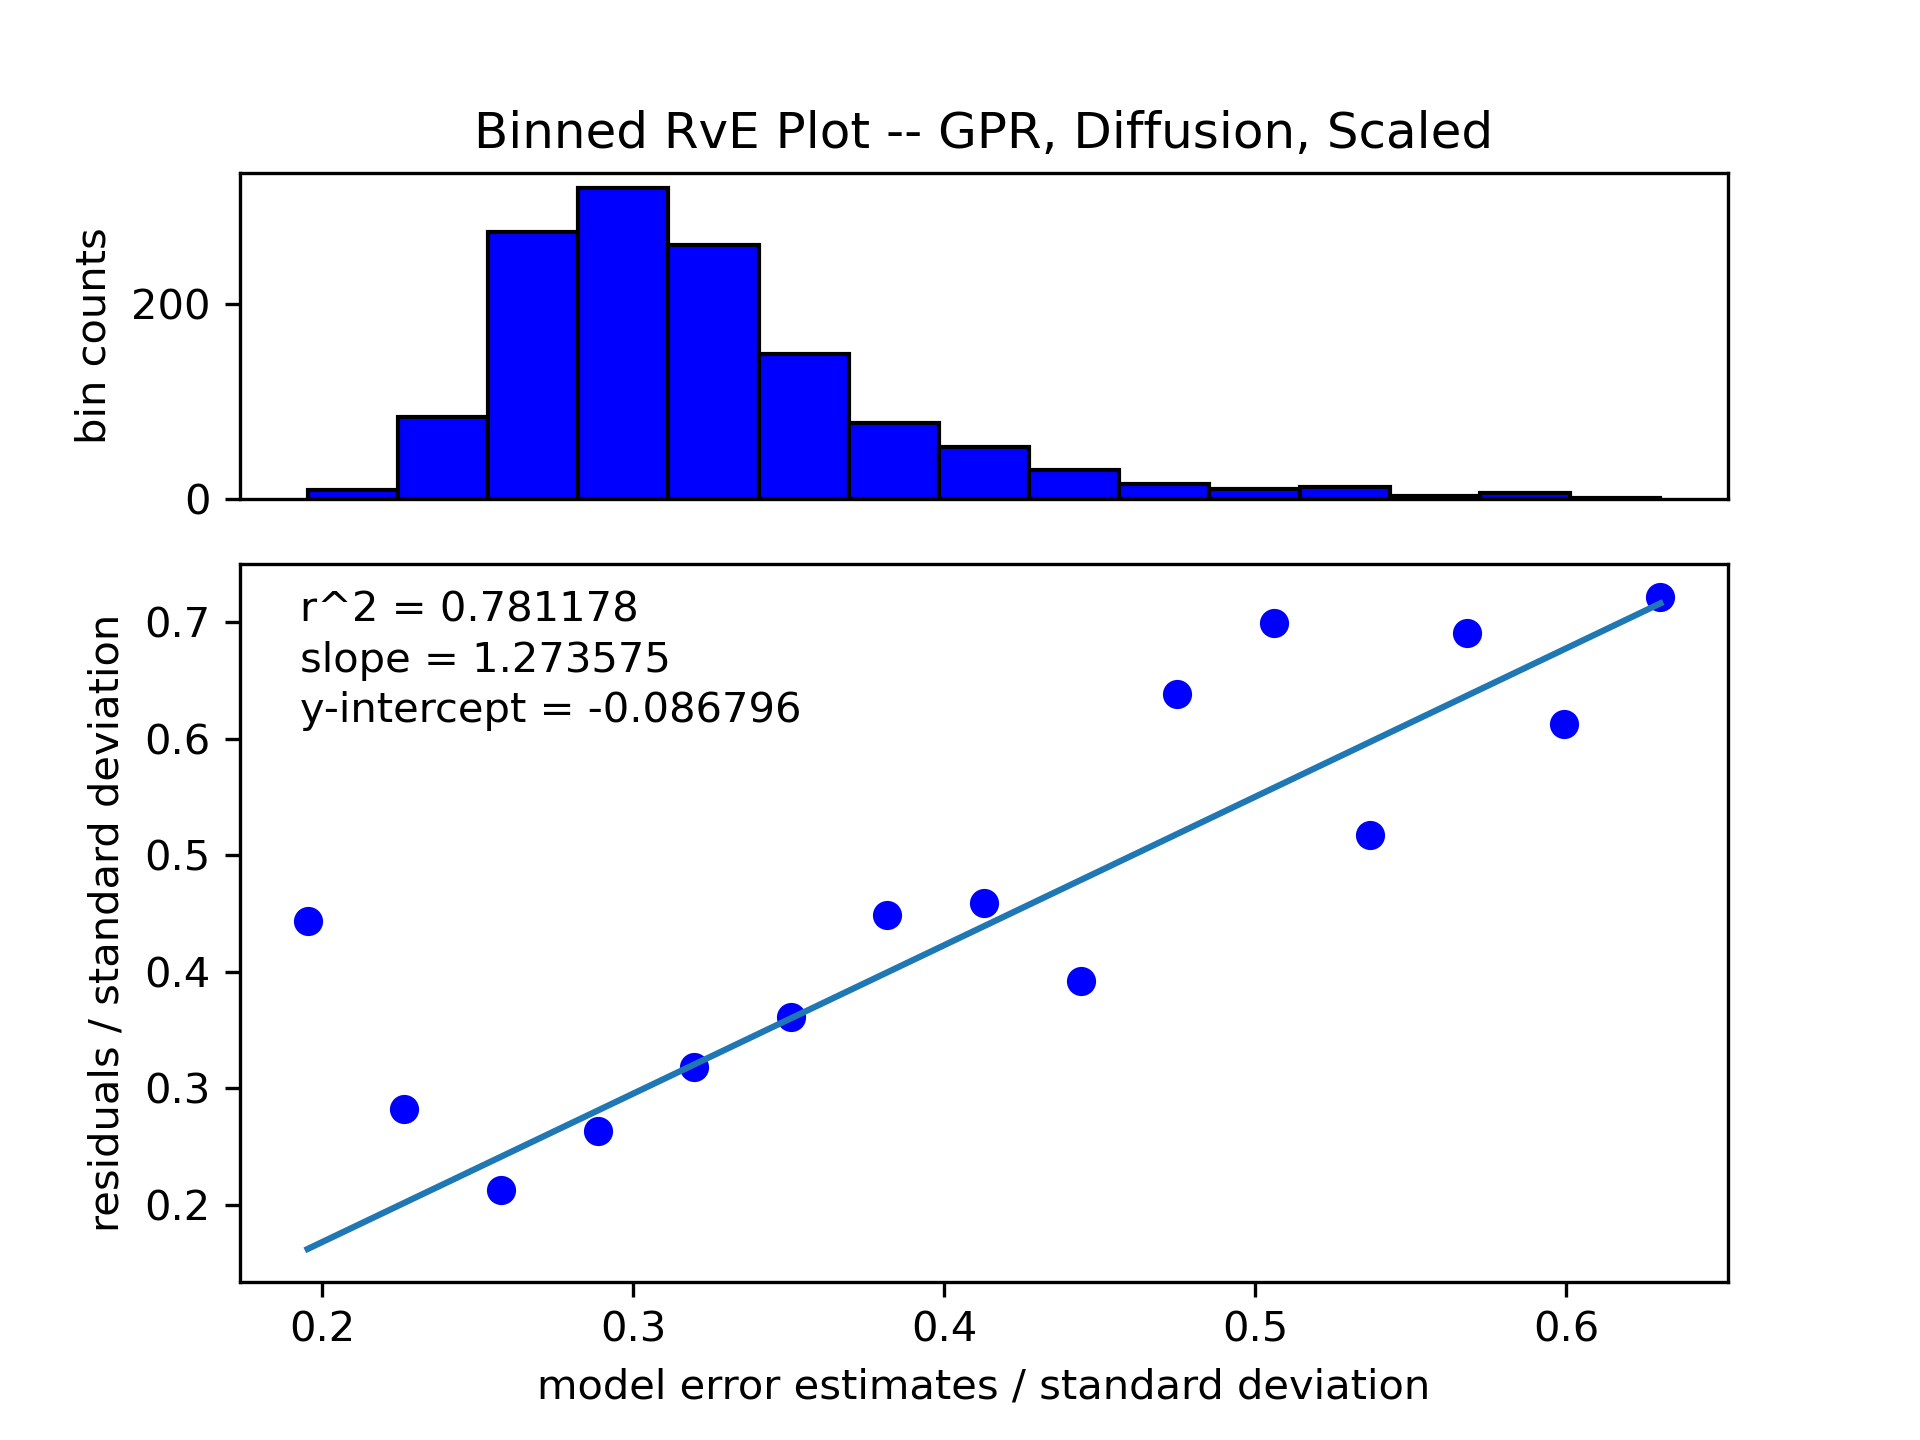 Binned RvE Plot -- GPR, Diffusion, Scaled
bin counts
200
0
r^2 = 0.781178
slope = 1.273575
y-intercept = -0.086796
residuals / standard deviation
0.7
0.6
0.5
0.4
0.3
0.2
0.2 0.3 0.4 0.5 0.6
model error estimates / standard deviation